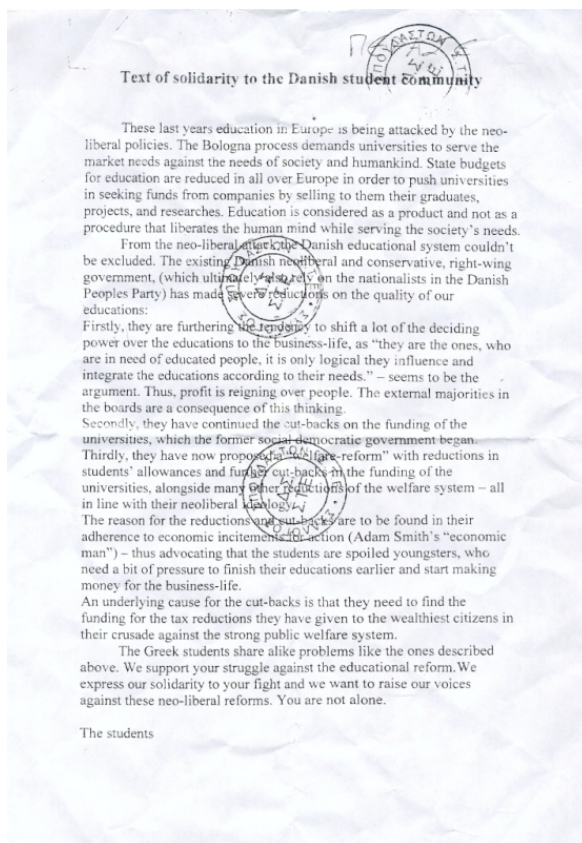 Text of solidarity to the Danish student community
These last years education in Europe is being attacked by the neo-
liberal policies. The Bologna process demands universities to serve the
market needs against the needs of society and humankind. State budgets
for education are reduced in all over Europe in order to push universities
in seeking funds from companies by selling to them their graduates,
projects, and researches. Education is considered as a product and not as a
procedure that liberates the human mind while serving the society's needs.
From the neo-liberal attack the Danish educational system couldn't
be excluded. The existing Danish neoliberal and conservative, right-wing
government, (which ultimately also rely on the nationalists in the Danish
Peoples Party) has made severe reductions on the quality of our
educations:
Firstly, they are furthering the tendency to shift a lot of the deciding
power over the educations to the business-life, as “they are the ones, who
are in need of educated people, it is only logical they influence and
integrate the educations according to their needs.” – seems to be the
argument. Thus, profit is reigning over people. The external majorities in
the boards are a consequence of this thinking.
Secondly, they have continued the cut-backs on the funding of the
universities, which the former social-democratic government began.
Thirdly, they have now proposed a “welfare-reform” with reductions in
students' allowances and further cut-backs in the funding of the
universities, alongside many other reductions of the welfare system – all
in line with their neoliberal ideology.
The reason for the reductions and cut-backs are to be found in their
adherence to economic incitements for action (Adam Smith's “economic
man”) – thus advocating that the students are spoiled youngsters, who
need a bit of pressure to finish their educations earlier and start making
money for the business-life.
An underlying cause for the cut-backs is that they need to find the
funding for the tax reductions they have given to the wealthiest citizens in
their crusade against the strong public welfare system.
The Greek students share alike problems like the ones described
above. We support your struggle against the educational reform.We
express our solidarity to your fight and we want to raise our voices
against these neo-liberal reforms. You are not alone.
The students